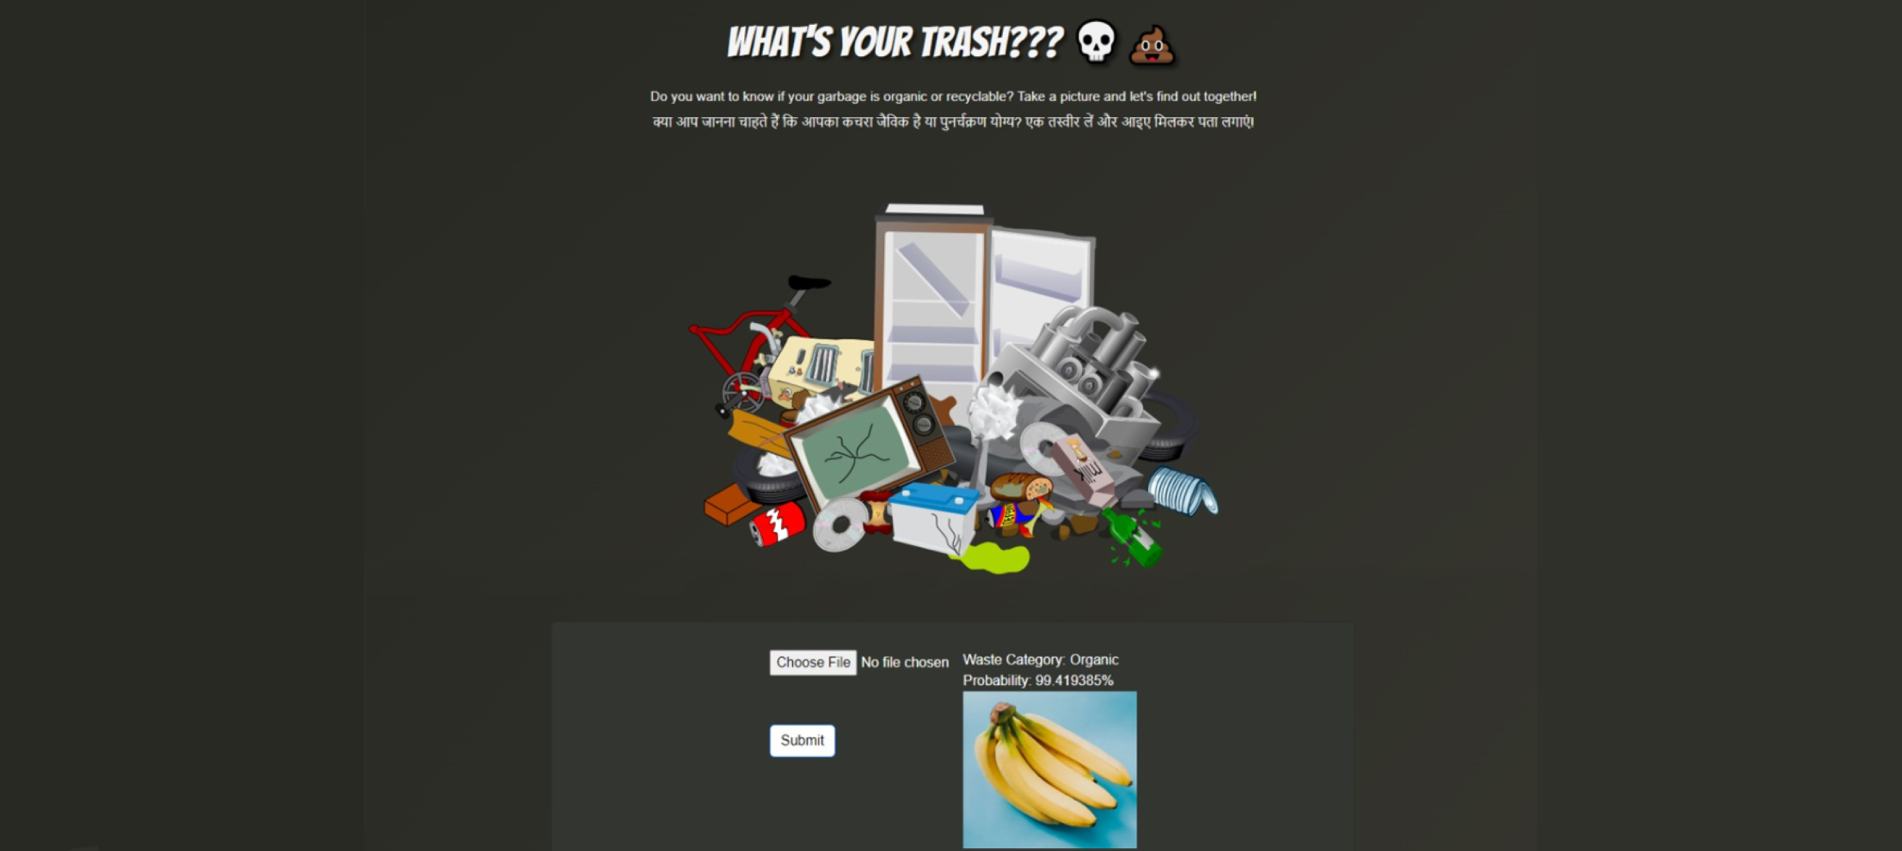 WHAT'S YOUR TRASH??? 💀 💩
Do you want to know if your garbage is organic or recyclable? Take a picture and let's find out together!
क्या आप जानना चाहते हैं कि आपका कचरा जैविक है या पुनर्चक्रण योग्य? एक तस्वीर लें और आइए मिलकर पता लगाएं!
Milk
Choose File No file chosen
Waste Category: Organic
Probability: 99.419385%
Submit